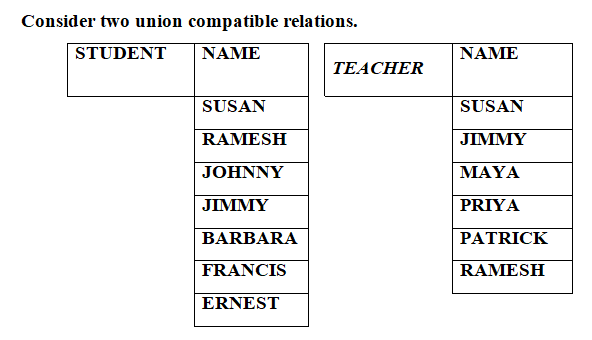 Consider two union compatible relations.
STUDENT NAME
SUSAN
RAMESH
JOHNNY
JIMMY
BARBARA
FRANCIS
ERNEST
TEACHER NAME
SUSAN
JIMMY
MAYA
PRIYA
PATRICK
RAMESH